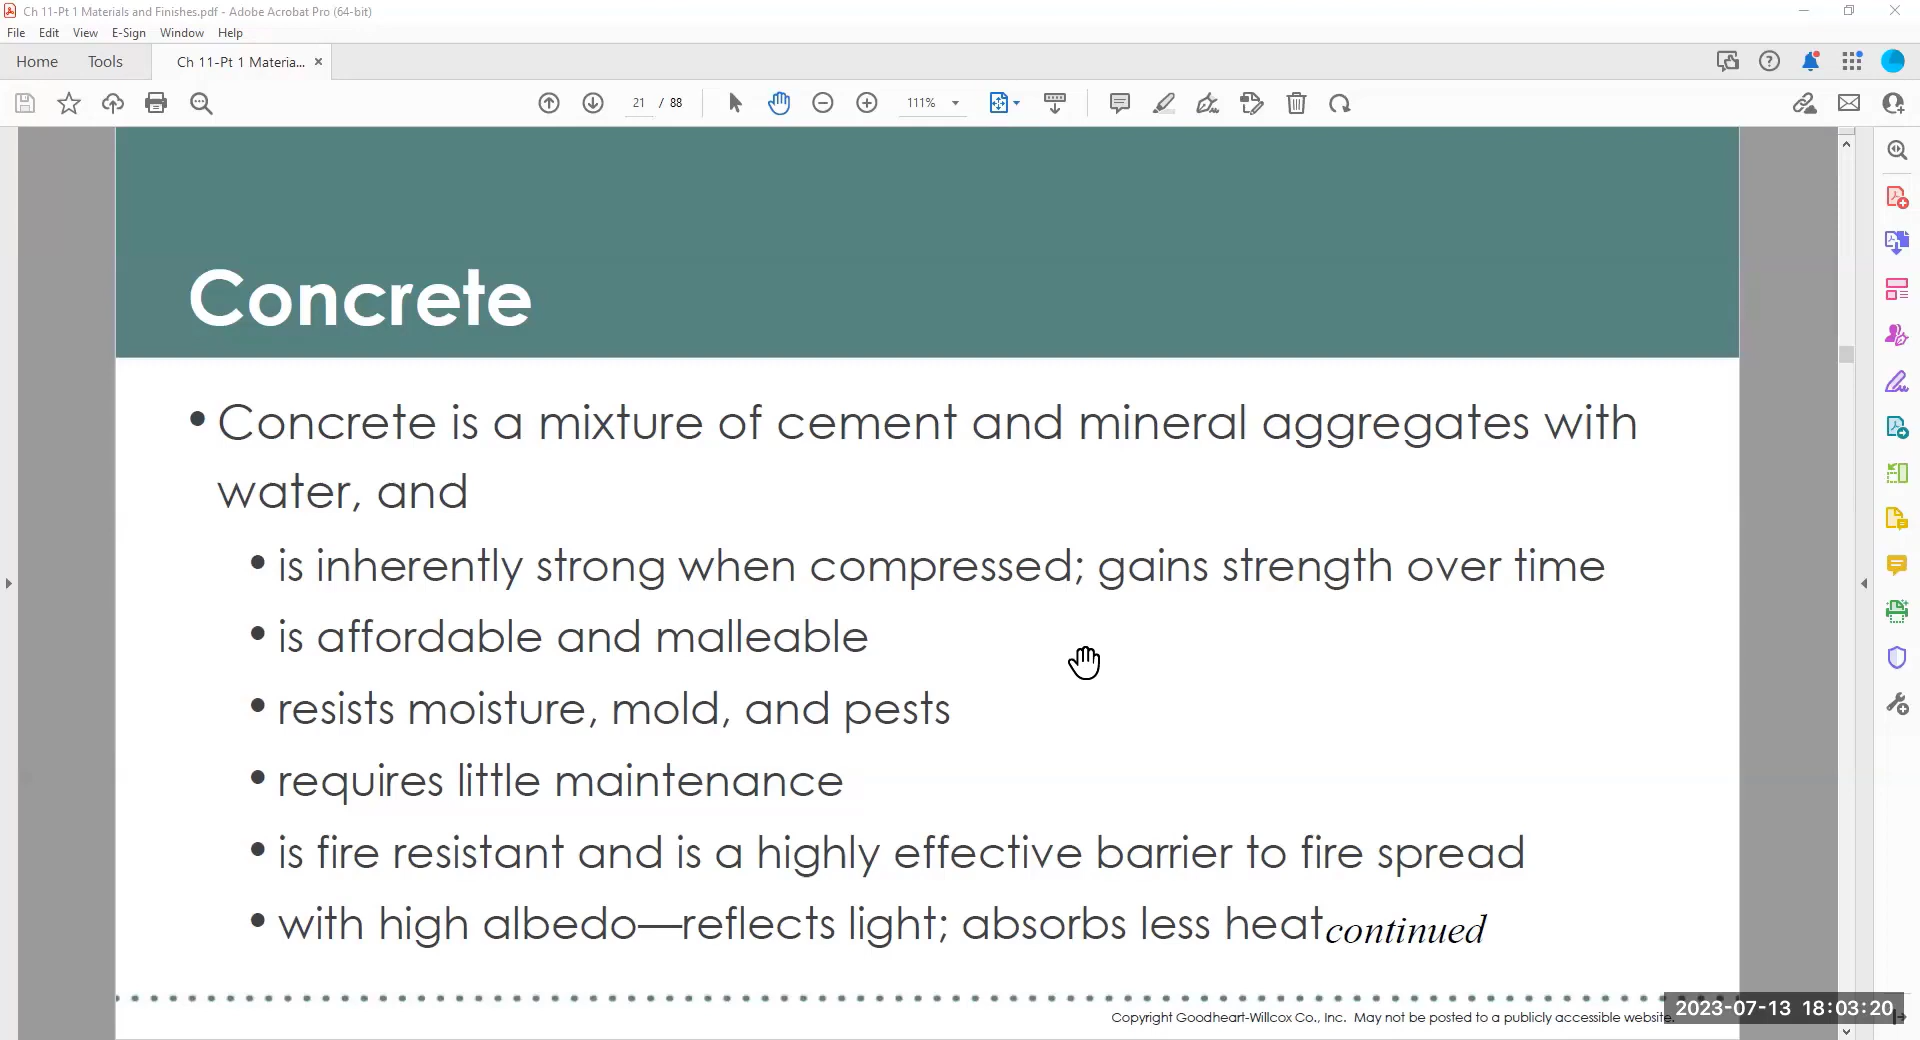 Ch 11-Pt 1 Materials and Finishes.pdf - Adobe Acrobat Pro (64-bit)
File Edit View E-Sign Window Help
Home Tools Ch 11-Pt 1 Materia... ×
21 / 88 111%
Concrete
• Concrete is a mixture of cement and mineral aggregates with
water, and
• is inherently strong when compressed; gains strength over time
• is affordable and malleable
• resists moisture, mold, and pests
• requires little maintenance
• is fire resistant and is a highly effective barrier to fire spread
• with high albedo—reflects light; absorbs less heat continued
Copyright Goodheart-Willcox Co., Inc. May not be posted to a publicly accessible website.
2023-07-13 18:03:20